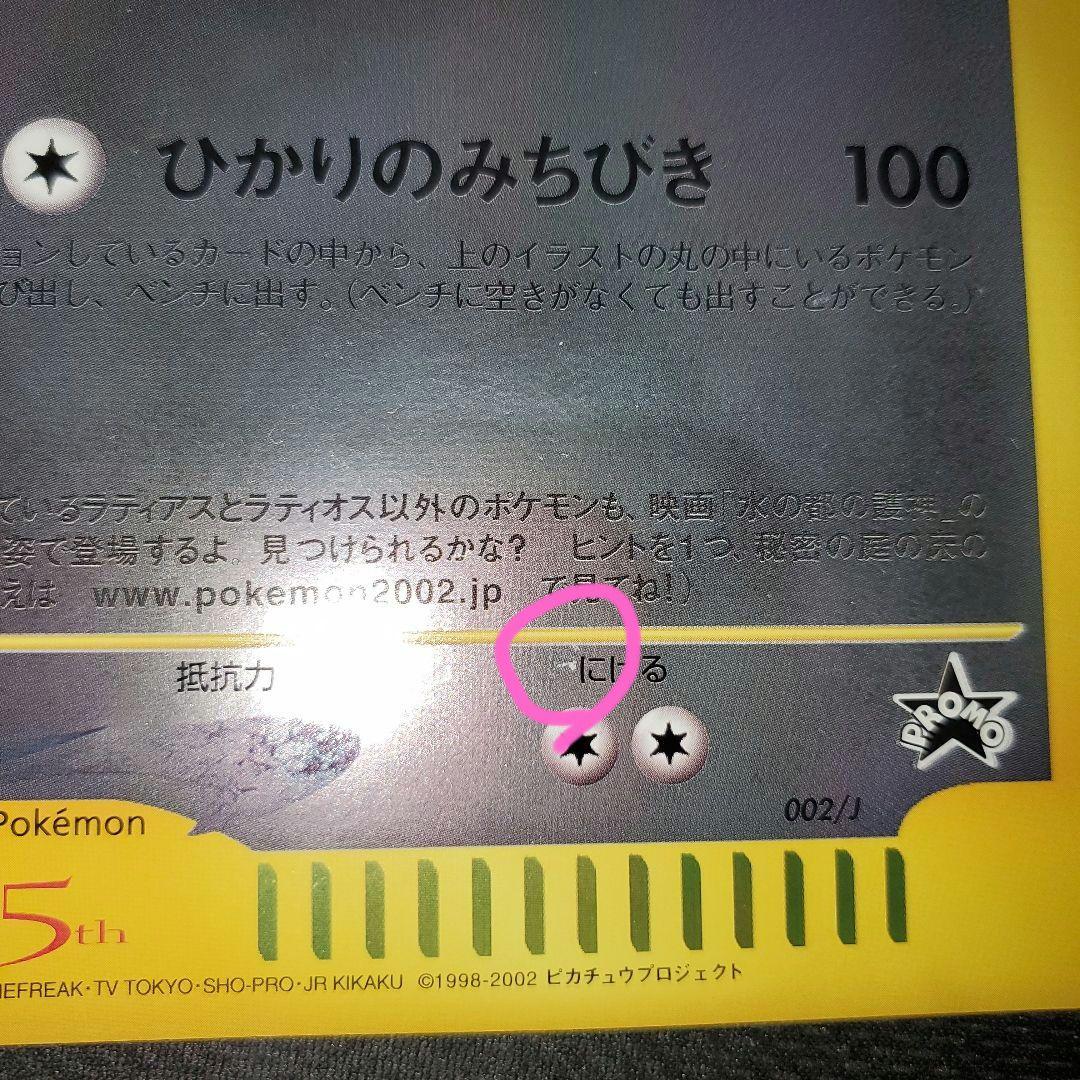 ひかりのみちびき 100
ョンしているカードの中から、上のイラストの丸の中にいるポケモン
び出し、ベンチに出す。(ベンチに空きがなくても出すことができる。)
ているラティアスとラティオス以外のポケモンも、映画「水の都の護神」の
姿で登場するよ。見つけられるかな? ヒントを1つ、秘密の庭の床の
えは www.pokemon2002.jp で見てね!)
抵抗力 にげる
PROMO
002/J
Pokémon
5th
MEFREAK・TV TOKYO・SHO-PRO・JR KIKAKU ©1998-2002 ピカチュウプロジェクト